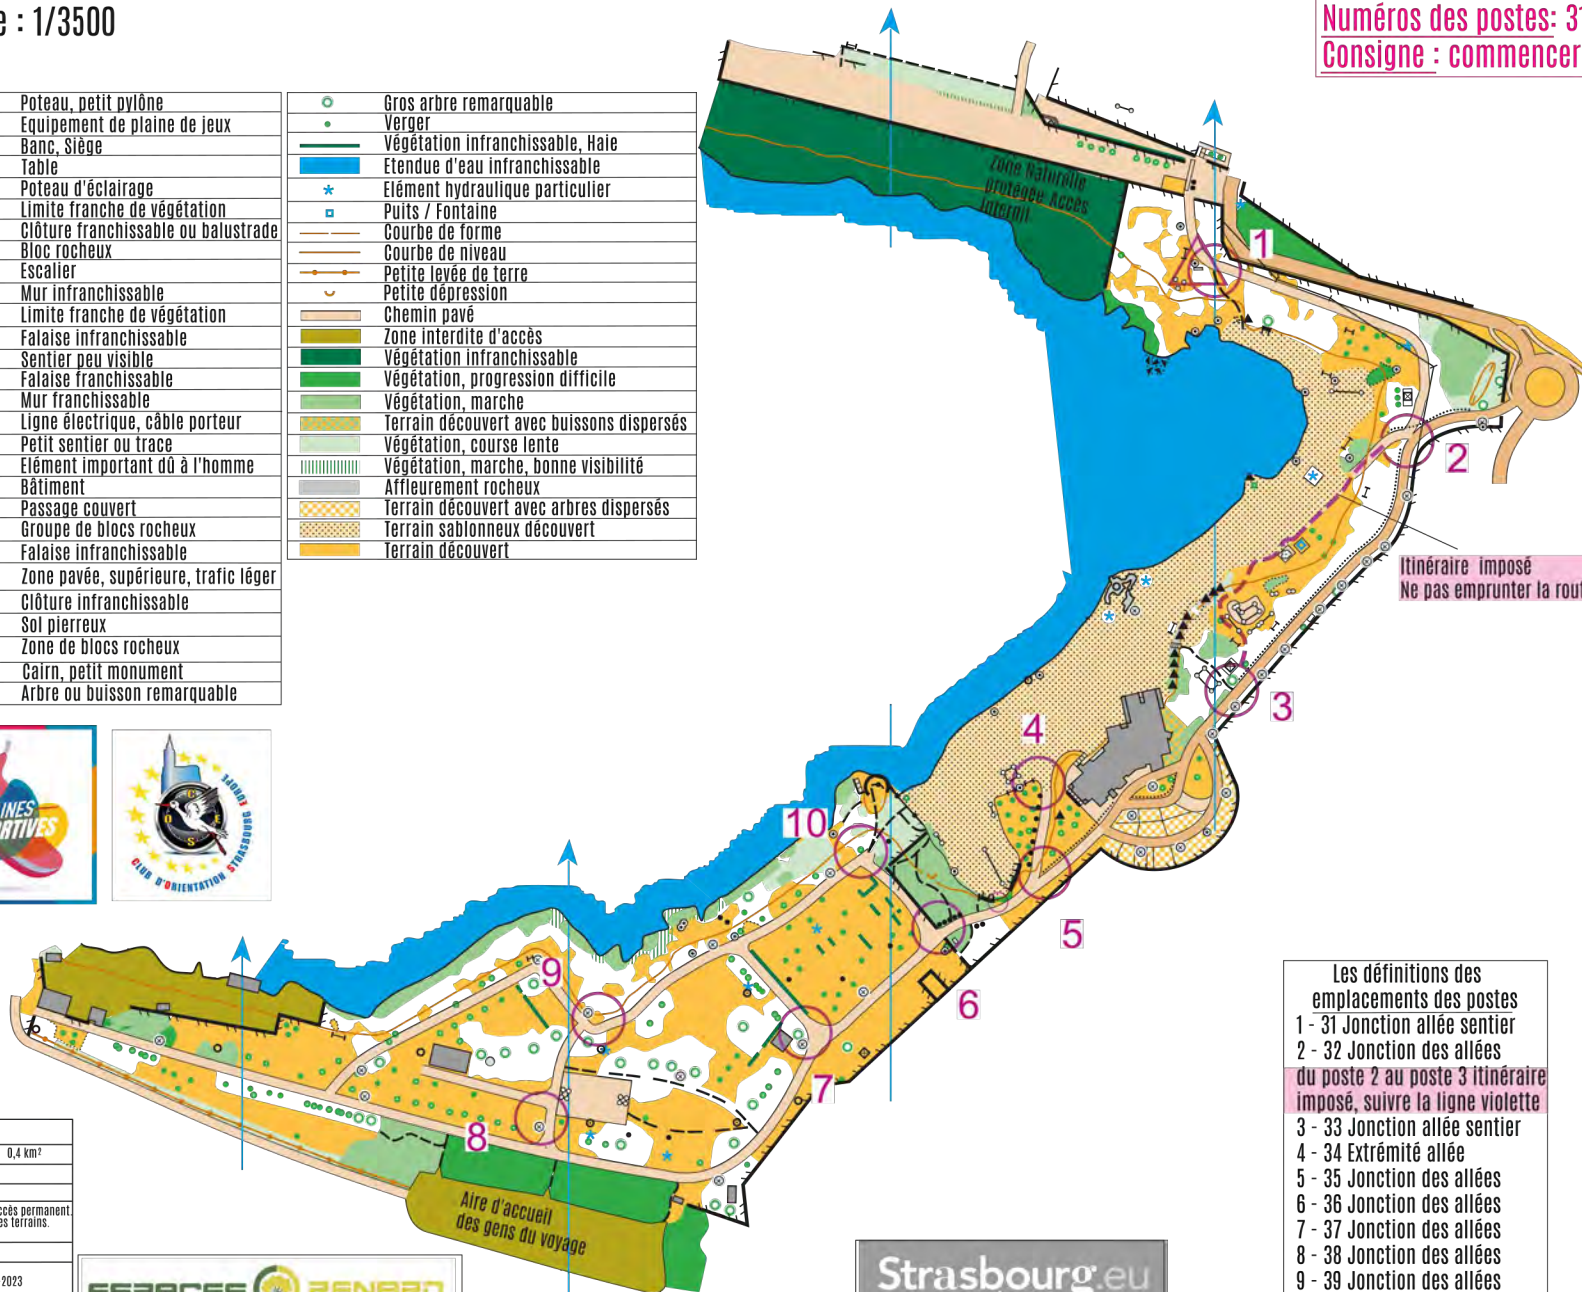 e : 1/3500
Numéros des postes: 31
Consigne : commencer
Poteau, petit pylône
Equipement de plaine de jeux
Banc, Siège
Table
Poteau d'éclairage
Limite franche de végétation
Clôture franchissable ou balustrade
Bloc rocheux
Escalier
Mur infranchissable
Limite franche de végétation
Falaise infranchissable
Sentier peu visible
Falaise franchissable
Mur franchissable
Ligne électrique, câble porteur
Petit sentier ou trace
Elément important dû à l'homme
Bâtiment
Passage couvert
Groupe de blocs rocheux
Falaise infranchissable
Zone pavée, supérieure, trafic léger
Clôture infranchissable
Sol pierreux
Zone de blocs rocheux
Cairn, petit monument
Arbre ou buisson remarquable
Gros arbre remarquable
Verger
Végétation infranchissable, Haie
Etendue d'eau infranchissable
Elément hydraulique particulier
Puits / Fontaine
Courbe de forme
Courbe de niveau
Petite levée de terre
Petite dépression
Chemin pavé
Zone interdite d'accès
Végétation infranchissable
Végétation, progression difficile
Végétation, marche
Terrain découvert avec buissons dispersés
Végétation, course lente
Végétation, marche, bonne visibilité
Affleurement rocheux
Terrain découvert avec arbres dispersés
Terrain sablonneux découvert
Terrain découvert
Zone Naturelle
protégée Accès
Interdit
1
2
Itinéraire imposé
Ne pas emprunter la rout
3
4
10
5
6
9
7
8
Aire d'accueil
des gens du voyage
INES
RTIVES
COSE
CLUB D'ORIENTATION STRASBOURG EUROPE
0,4 km²
ccès permanent.
es terrains.
2023
Strasbourg.eu
Les définitions des
emplacements des postes
1 - 31 Jonction allée sentier
2 - 32 Jonction des allées
du poste 2 au poste 3 itinéraire
imposé, suivre la ligne violette
3 - 33 Jonction allée sentier
4 - 34 Extrémité allée
5 - 35 Jonction des allées
6 - 36 Jonction des allées
7 - 37 Jonction des allées
8 - 38 Jonction des allées
9 - 39 Jonction des allées